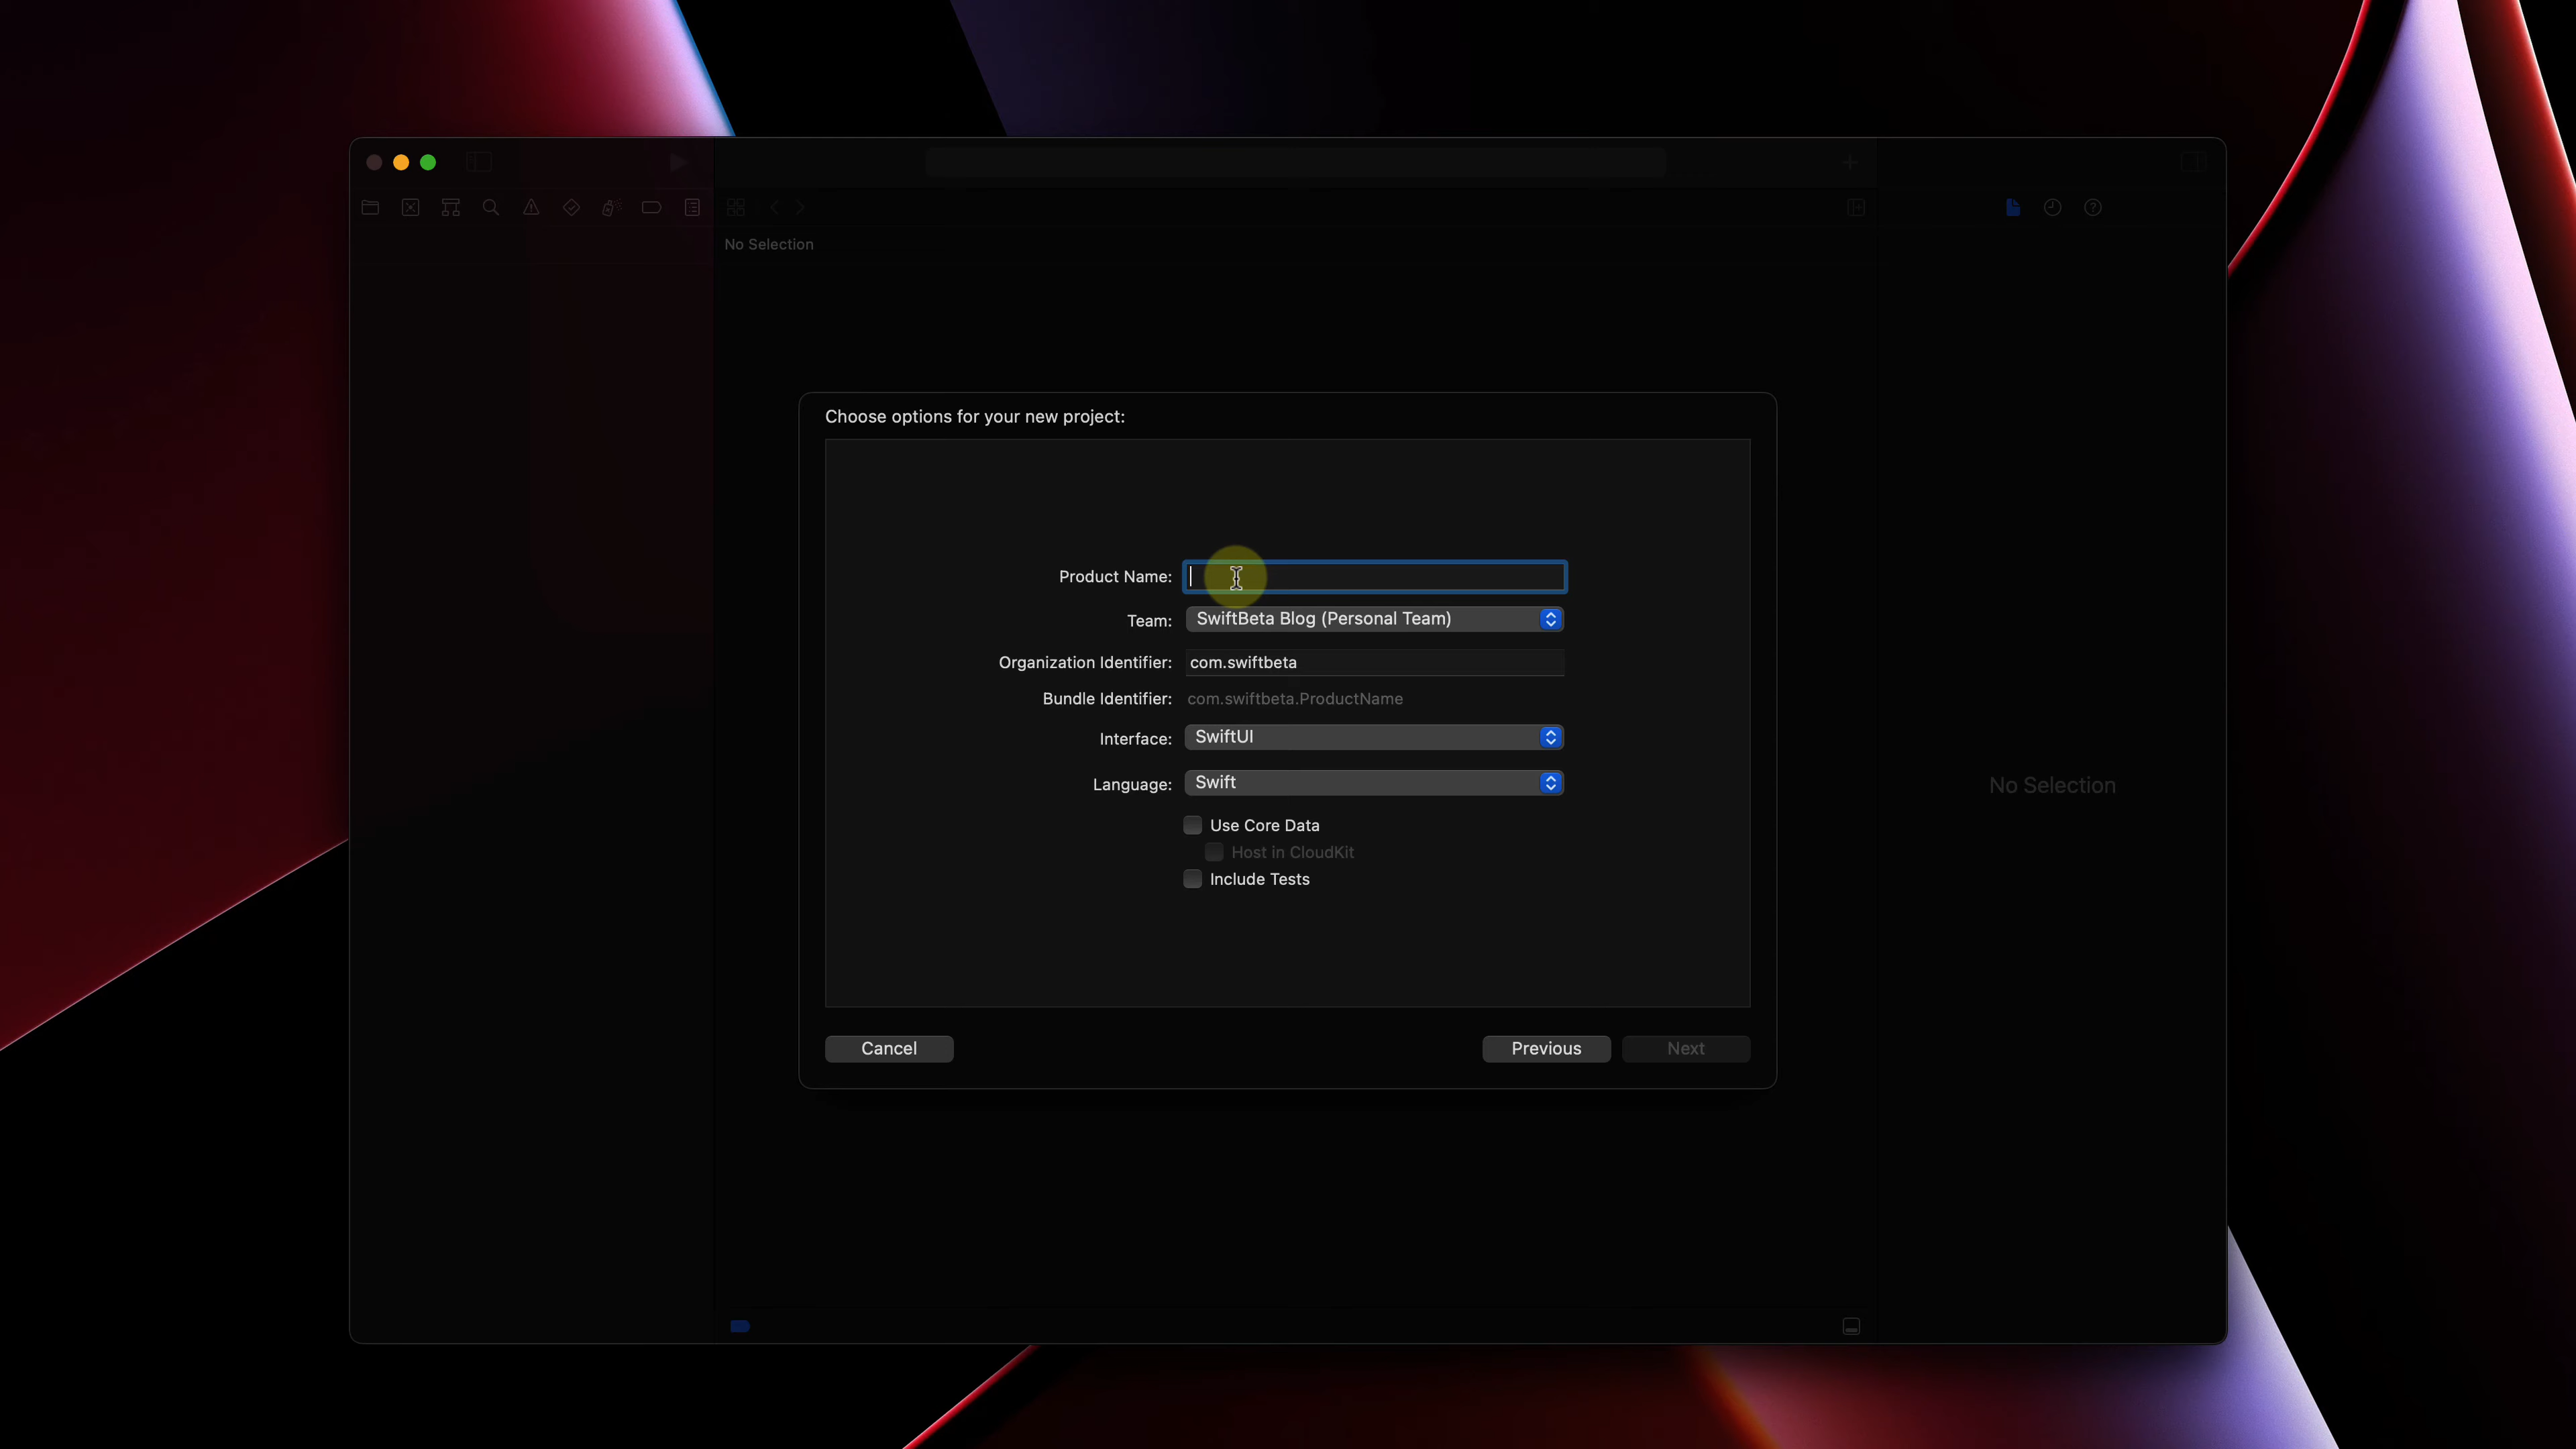 No Selection
Choose options for your new project:
Product Name:
Team: SwiftBeta Blog (Personal Team)
Organization Identifier: com.swiftbeta
Bundle Identifier: com.swiftbeta.ProductName
Interface: SwiftUI
Language: Swift
Use Core Data
Host in CloudKit
Include Tests
No Selection
Cancel
Previous
Next